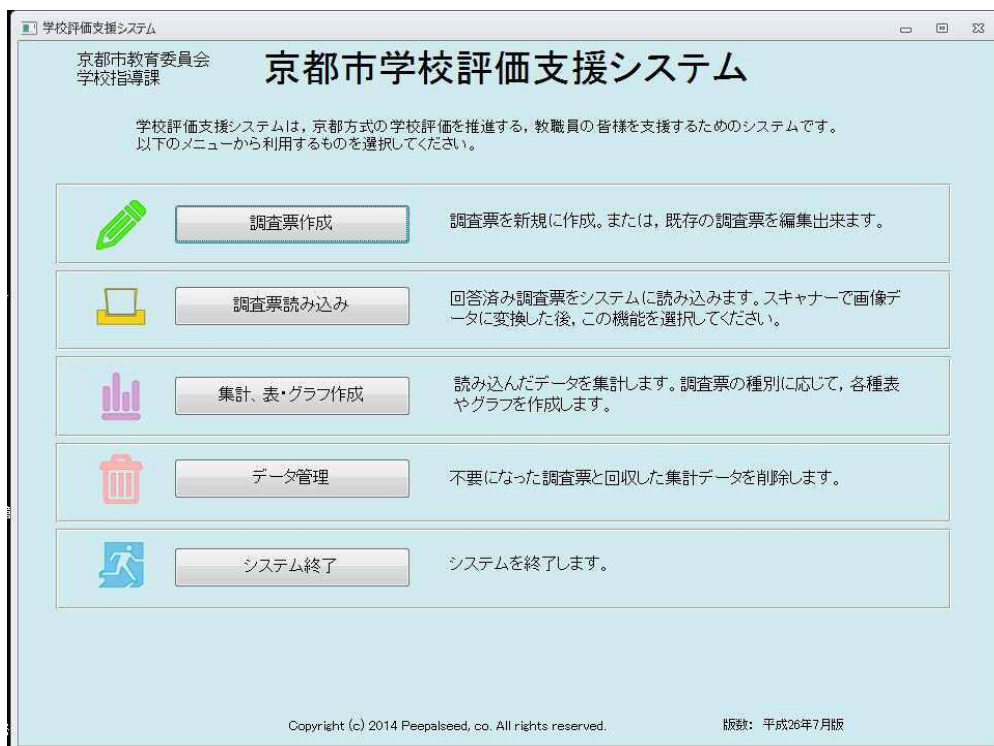 学校評価支援システム
京都市教育委員会
学校指導課
京都市学校評価支援システム
学校評価支援システムは，京都方式の学校評価を推進する，教職員の皆様を支援するためのシステムです。
以下のメニューから利用するものを選択してください。
調査票作成
調査票を新規に作成。または，既存の調査票を編集出来ます。
調査票読み込み
回答済み調査票をシステムに読み込みます。スキャナーで画像デ
ータに変換した後，この機能を選択してください。
集計、表・グラフ作成
読み込んだデータを集計します。調査票の種別に応じて，各種表
やグラフを作成します。
データ管理
不要になった調査票と回収した集計データを削除します。
システム終了
システムを終了します。
Copyright (c) 2014 Peepalseed, co. All rights reserved.
版数： 平成26年7月版